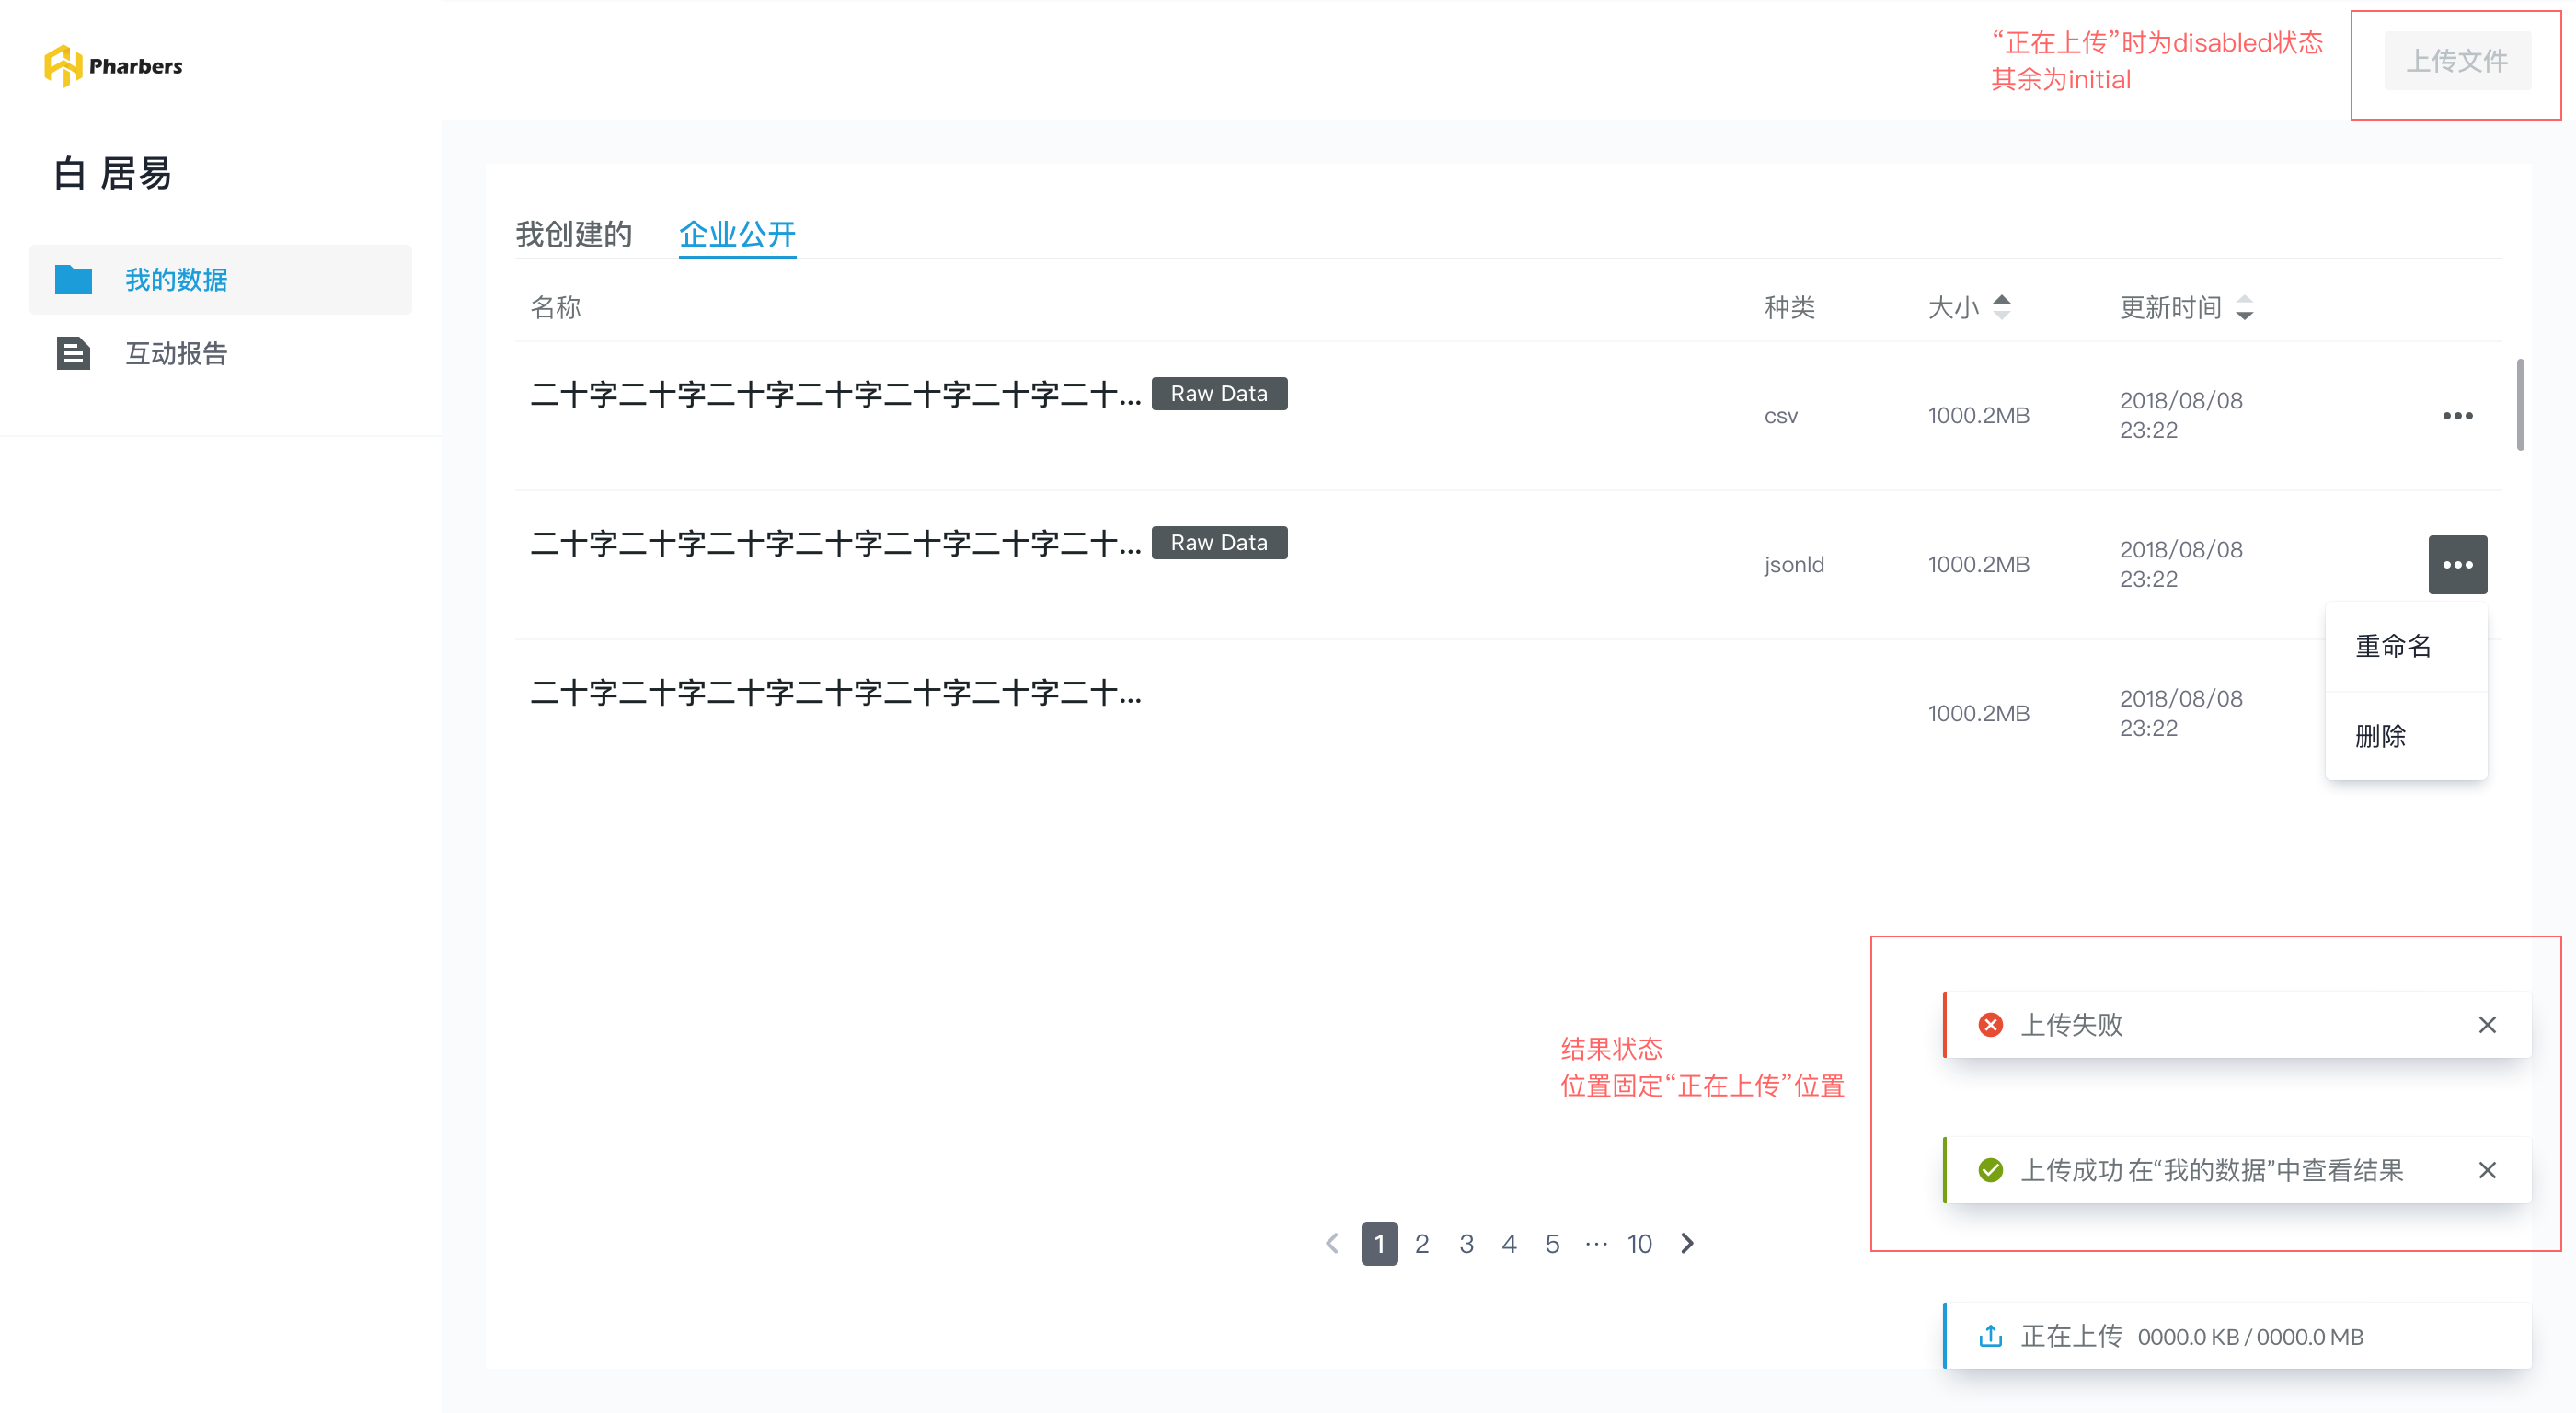 Pharbers
“正在上传”时为disabled状态
其余为initial
上传文件
白 居易
我的数据
互动报告
我创建的 企业公开
名称 种类 大小 更新时间
二十字二十字二十字二十字二十字二十字二十... Raw Data csv 1000.2MB 2018/08/08
23:22
二十字二十字二十字二十字二十字二十字二十... Raw Data jsonld 1000.2MB 2018/08/08
23:22
重命名
二十字二十字二十字二十字二十字二十字二十... 1000.2MB 2018/08/08
23:22
删除
上传失败
结果状态
位置固定“正在上传”位置
上传成功 在“我的数据”中查看结果
1 2 3 4 5 ··· 10
正在上传 0000.0 KB / 0000.0 MB